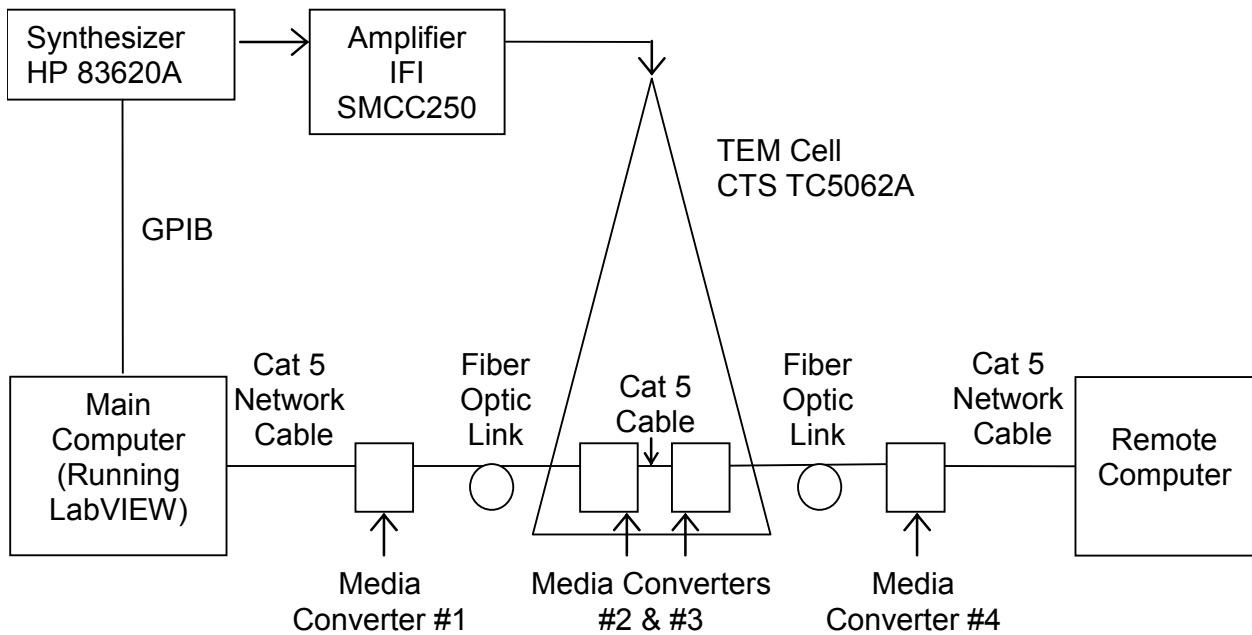 Synthesizer
HP 83620A
Amplifier
IFI
SMCC250
TEM Cell
CTS TC5062A
GPIB
Main
Computer
(Running
LabVIEW)
Cat 5
Network
Cable
Fiber
Optic
Link
Cat 5
Cable
Fiber
Optic
Link
Cat 5
Network
Cable
Remote
Computer
Media
Converter #1
Media Converters
#2 & #3
Media
Converter #4